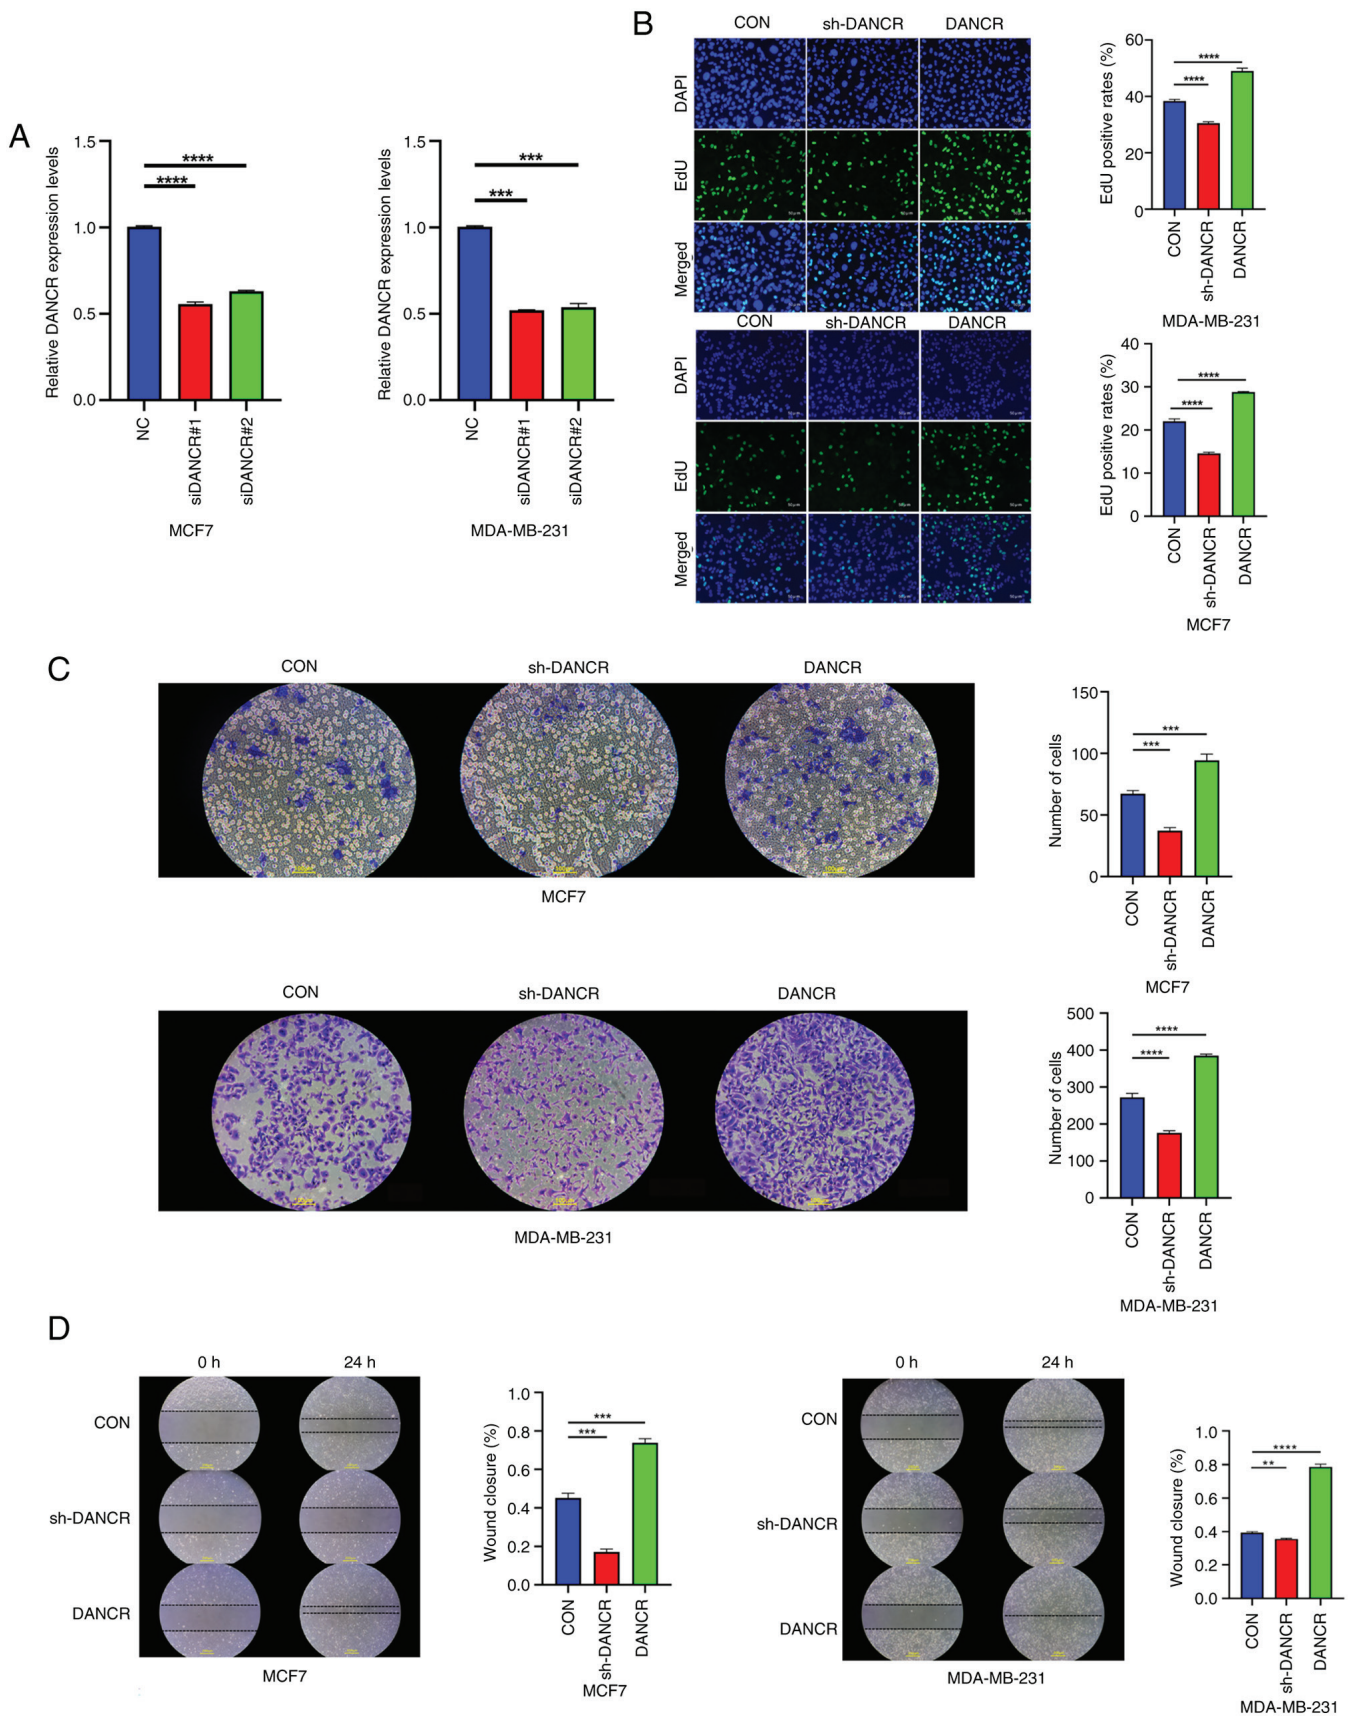 A
Relative DANCR expression levels
1.5
1.0
0.5
0.0
****
****
NC
siDANCR#1
siDANCR#2
MCF7
Relative DANCR expression levels
1.5
1.0
0.5
0.0
***
***
NC
siDANCR#1
siDANCR#2
MDA-MB-231
B
CON
sh-DANCR
DANCR
DAPI
EdU
Merged
CON
sh-DANCR
DANCR
DAPI
EdU
Merged
EdU positive rates (%)
60
40
20
0
****
****
CON
sh-DANCR
DANCR
MDA-MB-231
EdU positive rates (%)
40
30
20
10
0
****
****
CON
sh-DANCR
DANCR
MCF7
C
CON
sh-DANCR
DANCR
MCF7
Number of cells
150
100
50
0
***
***
CON
sh-DANCR
DANCR
MCF7
CON
sh-DANCR
DANCR
MDA-MB-231
Number of cells
500
400
300
200
100
0
****
****
CON
sh-DANCR
DANCR
MDA-MB-231
D
0 h
24 h
CON
sh-DANCR
DANCR
MCF7
Wound closure (%)
1.0
0.8
0.6
0.4
0.2
0.0
***
***
CON
sh-DANCR
DANCR
MCF7
0 h
24 h
CON
sh-DANCR
DANCR
MDA-MB-231
Wound closure (%)
1.0
0.8
0.6
0.4
0.2
0.0
****
**
CON
sh-DANCR
DANCR
MDA-MB-231